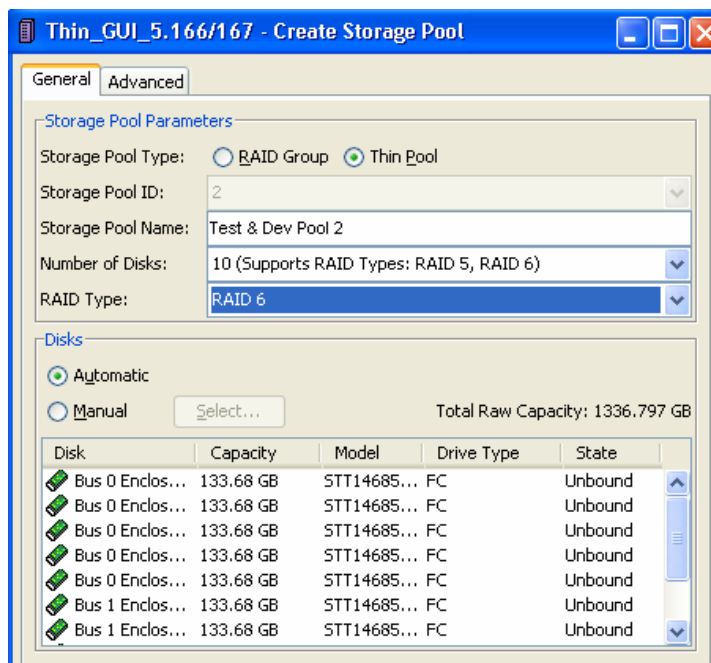 Thin_GUI_5.166/167 - Create Storage Pool
General Advanced
Storage Pool Parameters
Storage Pool Type: RAID Group Thin Pool
Storage Pool ID: 2
Storage Pool Name: Test & Dev Pool 2
Number of Disks: 10 (Supports RAID Types: RAID 5, RAID 6)
RAID Type: RAID 6
Disks
Automatic
Manual Select... Total Raw Capacity: 1336.797 GB
Disk Capacity Model Drive Type State
Bus 0 Enclos... 133.68 GB STT14685... FC Unbound
Bus 0 Enclos... 133.68 GB STT14685... FC Unbound
Bus 0 Enclos... 133.68 GB STT14685... FC Unbound
Bus 0 Enclos... 133.68 GB STT14685... FC Unbound
Bus 0 Enclos... 133.68 GB STT14685... FC Unbound
Bus 1 Enclos... 133.68 GB STT14685... FC Unbound
Bus 1 Enclos... 133.68 GB STT14685... FC Unbound